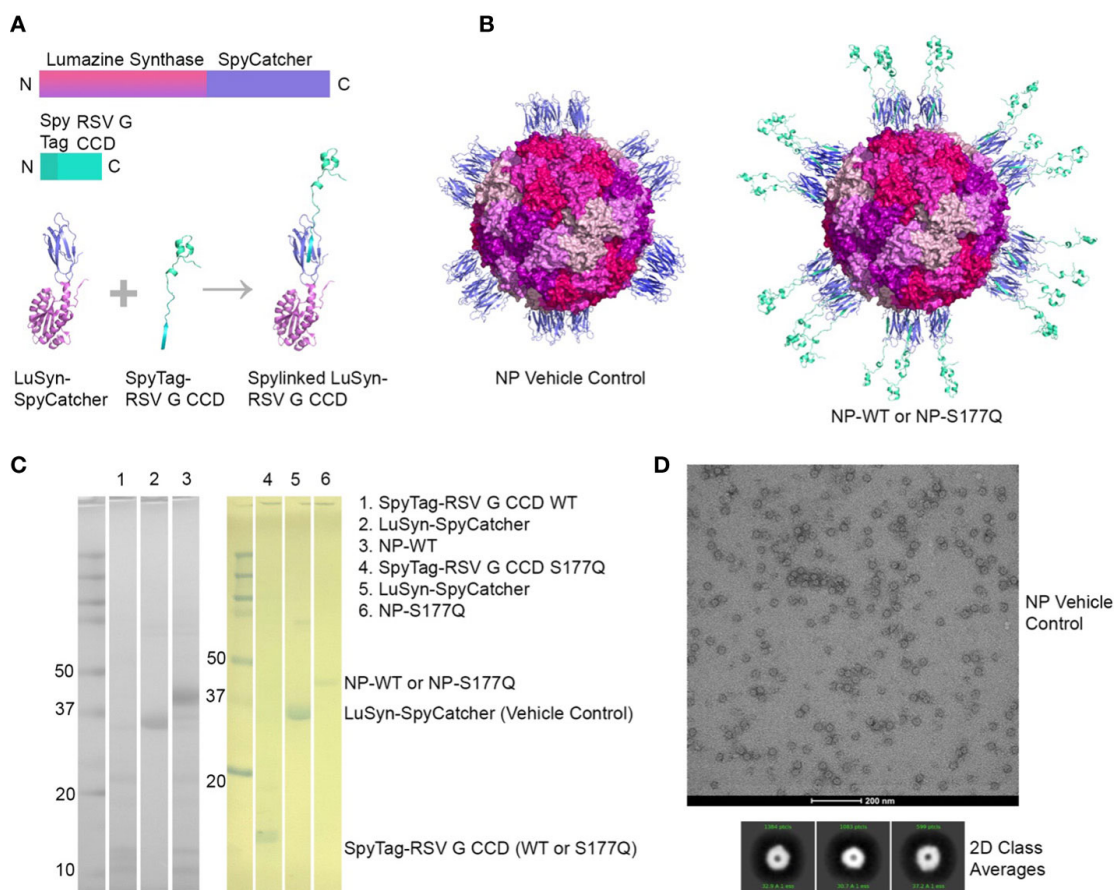 A
Lumazine Synthase SpyCatcher
N C
Spy RSV G
Tag CCD
N C
LuSyn-
SpyCatcher
SpyTag-
RSV G CCD
Spylinked LuSyn-
RSV G CCD
B
NP Vehicle Control
NP-WT or NP-S177Q
C
1 2 3
4 5 6
50
37
20
10
50
37
20
1. SpyTag-RSV G CCD WT
2. LuSyn-SpyCatcher
3. NP-WT
4. SpyTag-RSV G CCD S177Q
5. LuSyn-SpyCatcher
6. NP-S177Q
NP-WT or NP-S177Q
LuSyn-SpyCatcher (Vehicle Control)
SpyTag-RSV G CCD (WT or S177Q)
D
NP Vehicle
Control
200 nm
2D Class
Averages